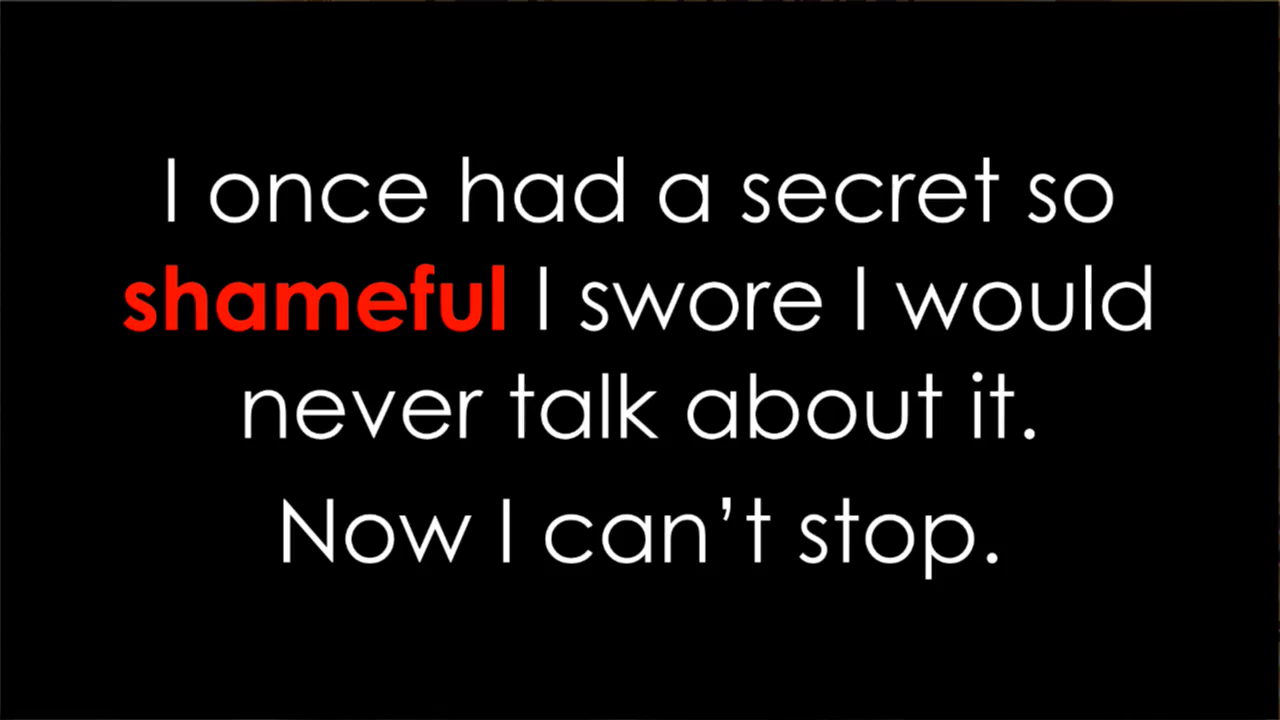 I once had a secret so
shameful I swore I would
never talk about it.
Now I can’t stop.